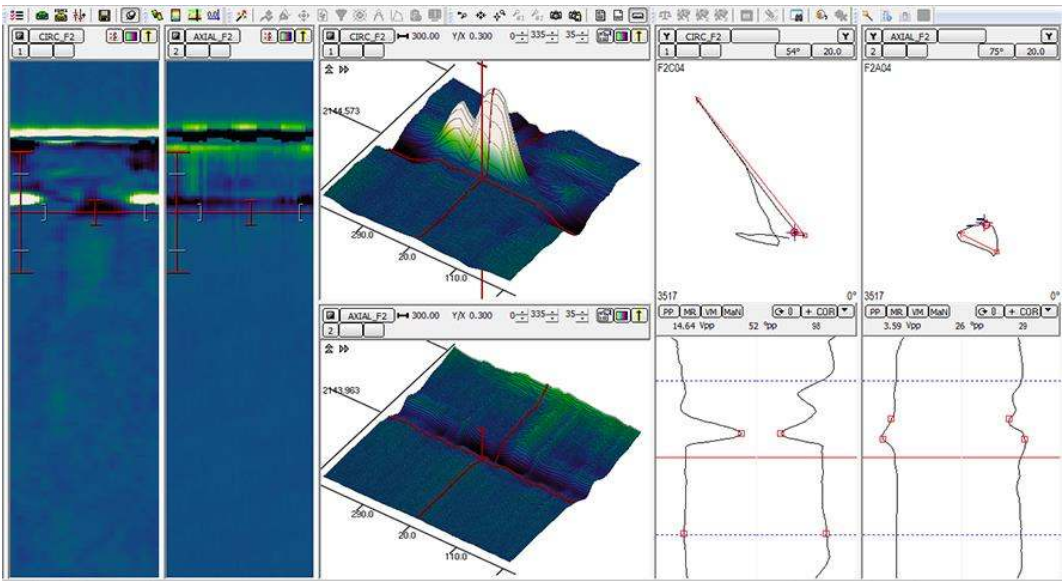 CIRC_F2
1
AXIAL_F2
2
CIRC_F2 300.00 Y/X 0.300 0 335 35
1
2144.573
290.0
20.0
110.0
AXIAL_F2 300.00 Y/X 0.300 0 335 35
2
2143.963
290.0
20.0
110.0
Y CIRC_F2 Y
1 54° 20.0
F2C04
3517 0°
PP MR VM MaN 0 + COR
14.64 Vpp 52 °pp 98
Y AXIAL_F2 Y
2 75° 20.0
F2A04
3517 0°
PP MR VM MaN 0 + COR
3.59 Vpp 26 °pp 29